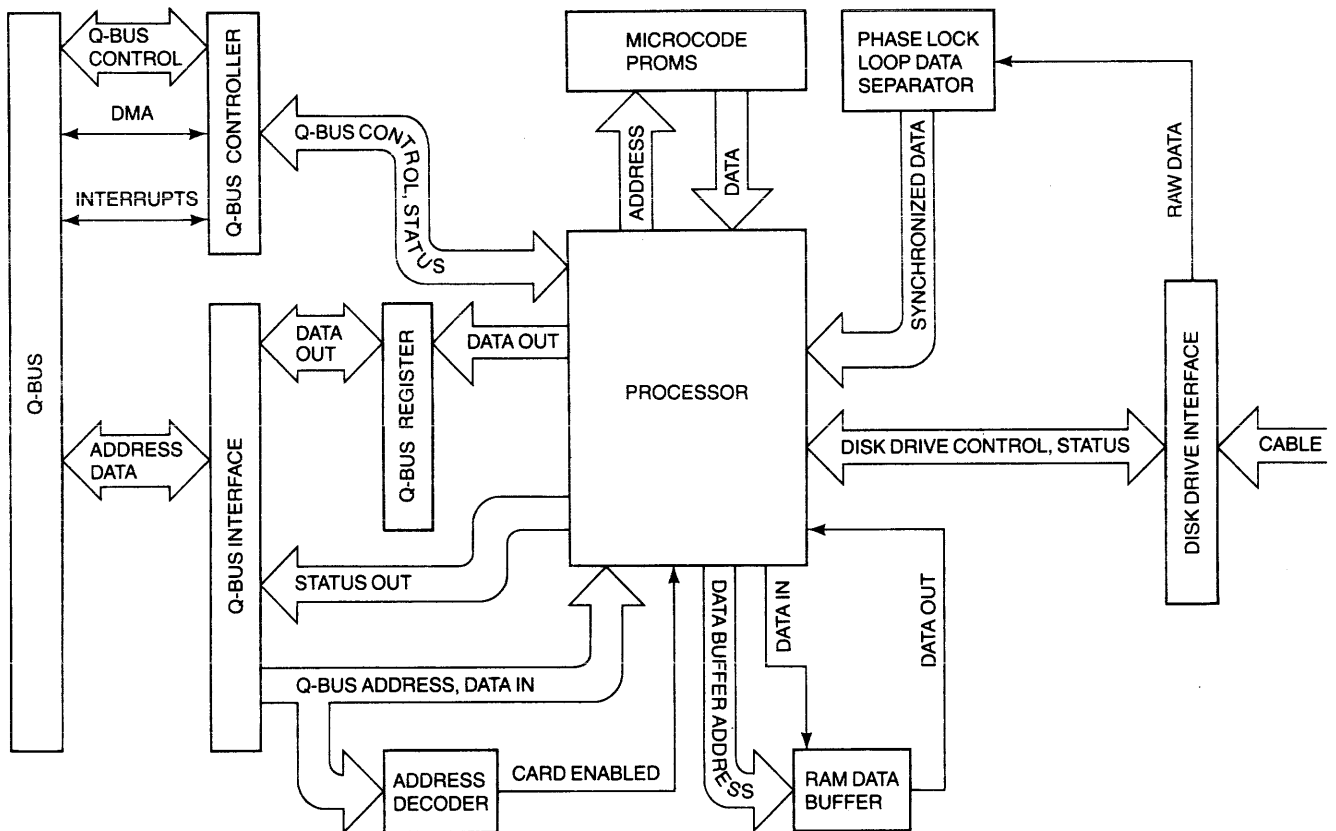 Q-BUS
Q-BUS
CONTROL
DMA
INTERRUPTS
Q-BUS CONTROLLER
Q-BUS CONTROL, STATUS
MICROCODE
PROMS
ADDRESS
DATA
PHASE LOCK
LOOP DATA
SEPARATOR
SYNCHRONIZED DATA
RAW DATA
ADDRESS
DATA
Q-BUS INTERFACE
DATA
OUT
Q-BUS REGISTER
DATA OUT
PROCESSOR
DISK DRIVE CONTROL, STATUS
DISK DRIVE INTERFACE
CABLE
STATUS OUT
Q-BUS ADDRESS, DATA IN
ADDRESS
DECODER
CARD ENABLED
DATA BUFFER ADDRESS
DATA IN
RAM DATA
BUFFER
DATA OUT